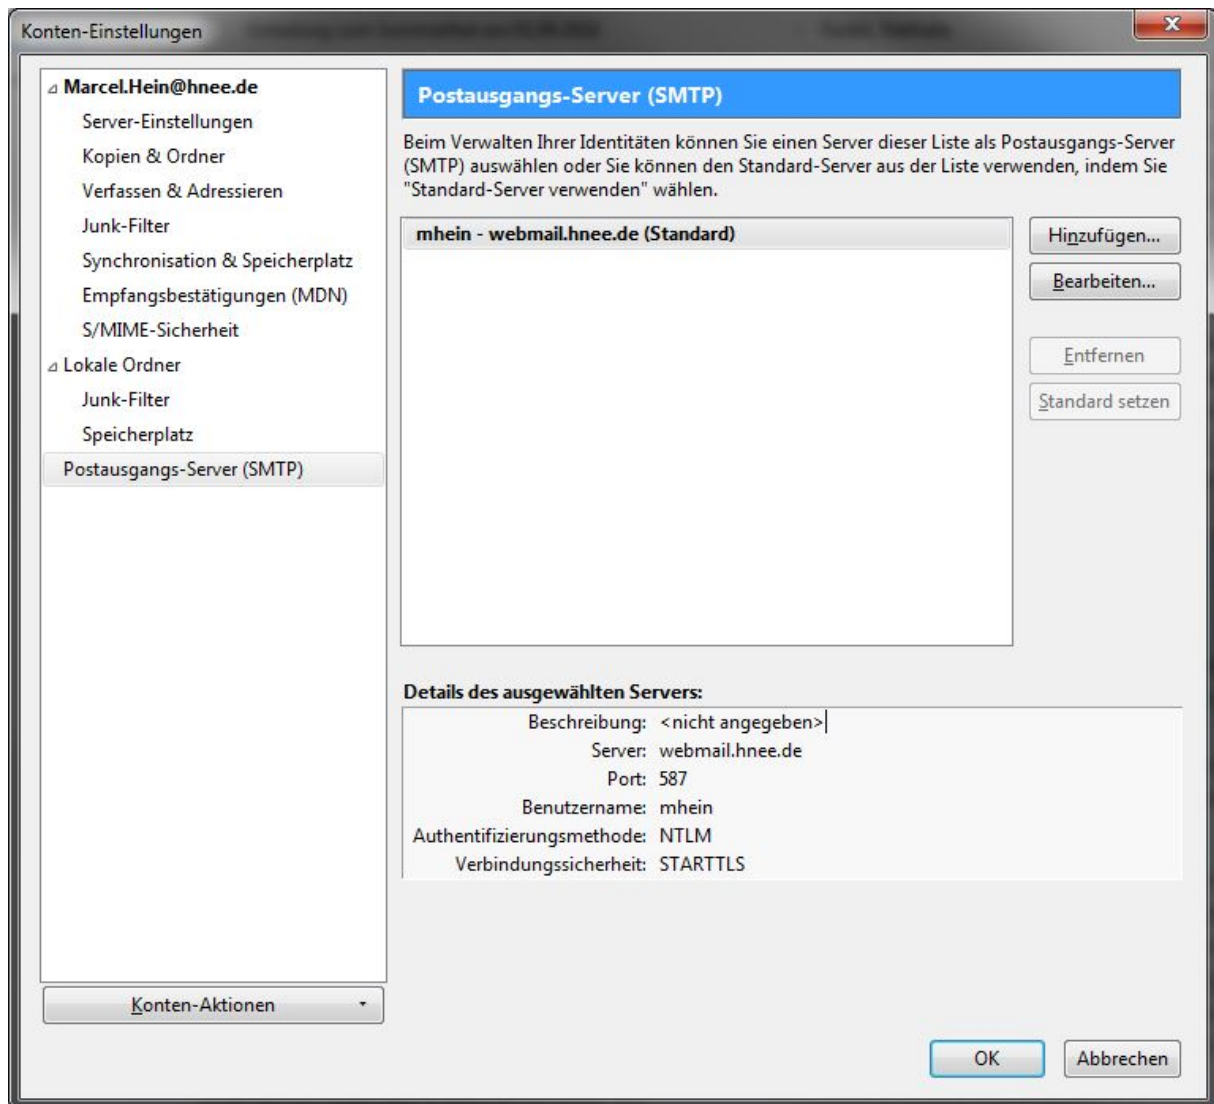 Konten-Einstellungen
Marcel.Hein@hnee.de
Server-Einstellungen
Kopien & Ordner
Verfassen & Adressieren
Junk-Filter
Synchronisation & Speicherplatz
Empfangsbestätigungen (MDN)
S/MIME-Sicherheit
Lokale Ordner
Junk-Filter
Speicherplatz
Postausgangs-Server (SMTP)
Konten-Aktionen
Postausgangs-Server (SMTP)
Beim Verwalten Ihrer Identitäten können Sie einen Server dieser Liste als Postausgangs-Server
(SMTP) auswählen oder Sie können den Standard-Server aus der Liste verwenden, indem Sie
"Standard-Server verwenden" wählen.
mhein - webmail.hnee.de (Standard)
Hinzufügen...
Bearbeiten...
Entfernen
Standard setzen
Details des ausgewählten Servers:
Beschreibung: <nicht angegeben>
Server: webmail.hnee.de
Port: 587
Benutzername: mhein
Authentifizierungsmethode: NTLM
Verbindungssicherheit: STARTTLS
OK
Abbrechen